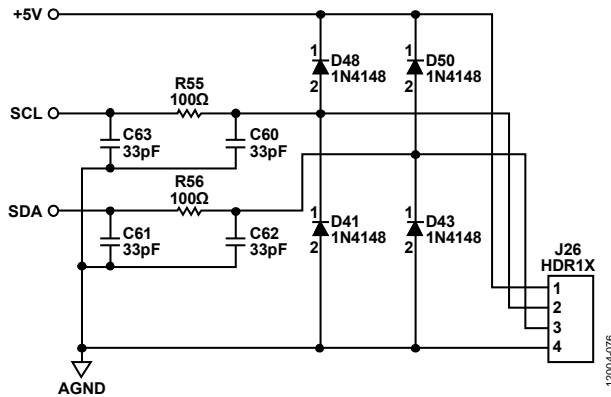 +5V
1
D48
1N4148
2
1
D50
1N4148
2
R55
100Ω
SCL
C63
33pF
C60
33pF
R56
100Ω
SDA
C61
33pF
C62
33pF
1
D41
1N4148
2
1
D43
1N4148
2
J26
HDR1X
1
2
3
4
AGND
12004-076